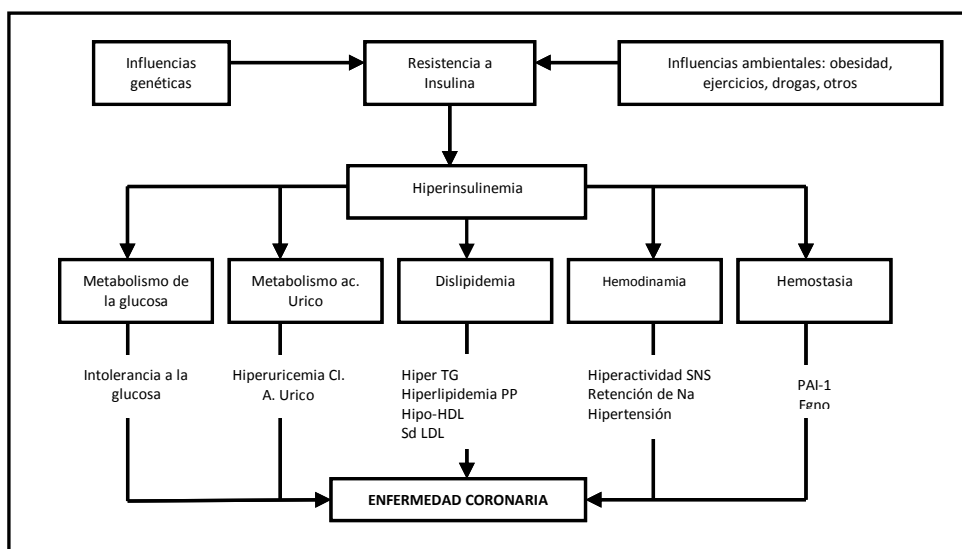 Influencias
genéticas
Resistencia a
Insulina
Influencias ambientales: obesidad,
ejercicios, drogas, otros
Hiperinsulinemia
Metabolismo de
la glucosa
Metabolismo ac.
Urico
Dislipidemia
Hemodinamia
Hemostasia
Intolerancia a la
glucosa
Hiperuricemia CI.
A. Urico
Hiper TG
Hiperlipidemia PP
Hipo-HDL
Sd LDL
Hiperactividad SNS
Retención de Na
Hipertensión
PAI-1
Fgno
ENFERMEDAD CORONARIA